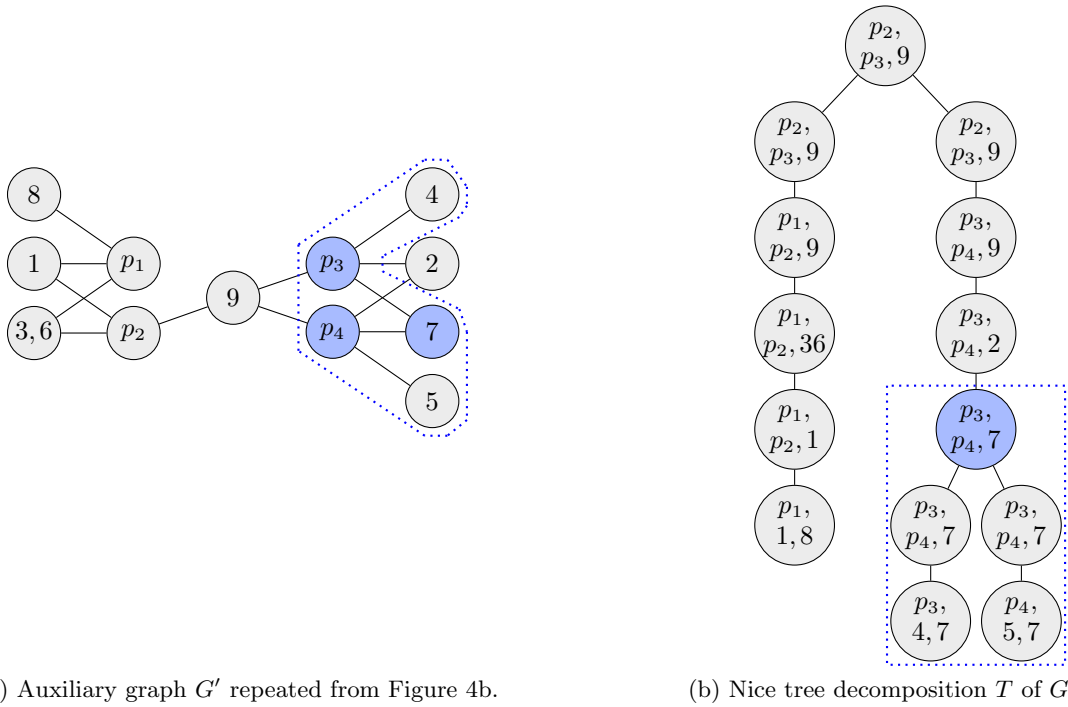 8
1
3, 6
p₁
p₂
9
p₃
p₄
4
2
7
5
) Auxiliary graph G′ repeated from Figure 4b.
p₂,
p₃, 9
p₂,
p₃, 9
p₂,
p₃, 9
p₁,
p₂, 9
p₃,
p₄, 9
p₁,
p₂, 36
p₃,
p₄, 2
p₁,
p₂, 1
p₃,
p₄, 7
p₁,
1, 8
p₃,
p₄, 7
p₃,
p₄, 7
p₃,
4, 7
p₄,
5, 7
(b) Nice tree decomposition T of G